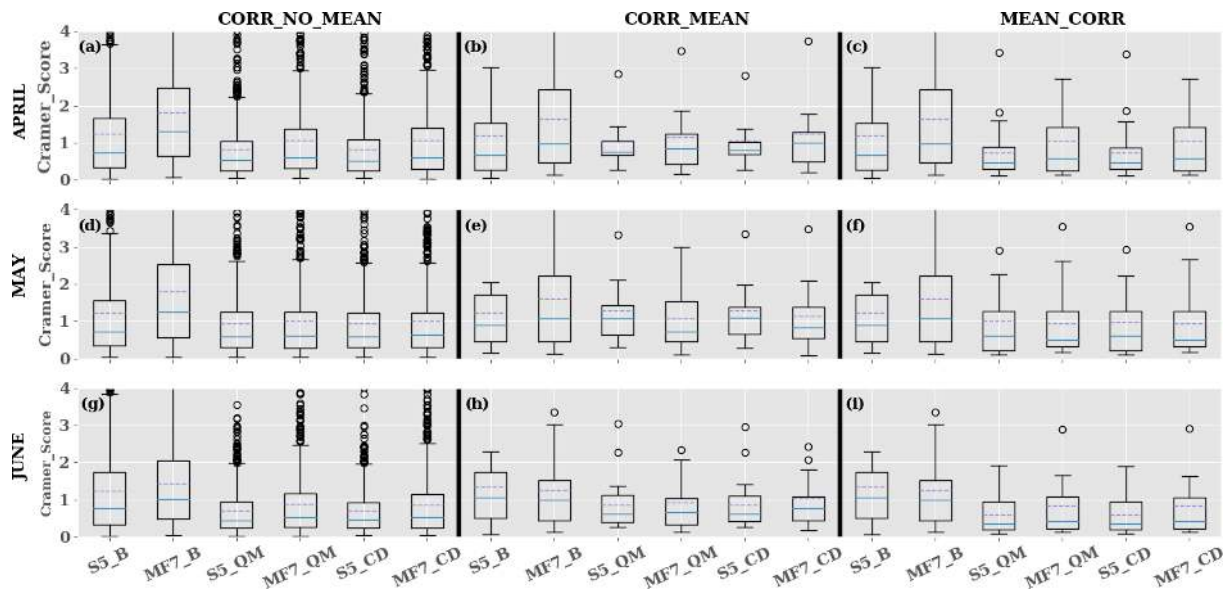 CORR_NO_MEAN CORR_MEAN MEAN_CORR
APRIL
Cramer_Score
4
3
2
1
0
(a) (b) (c)
MAY
Cramer_Score
4
3
2
1
0
(d) (e) (f)
JUNE
Cramer_Score
4
3
2
1
0
(g) (h) (i)
S5_B MF7_B S5_QM MF7_QM S5_CD MF7_CD S5_B MF7_B S5_QM MF7_QM S5_CD MF7_CD S5_B MF7_B S5_QM MF7_QM S5_CD MF7_CD